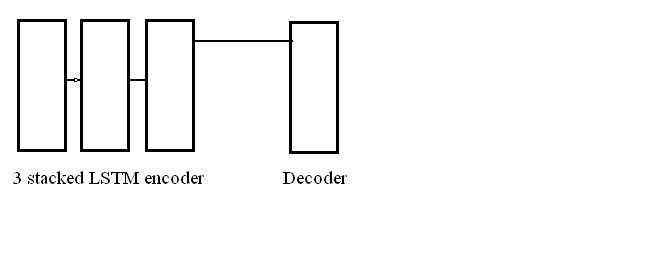 3 stacked LSTM encoder
Decoder